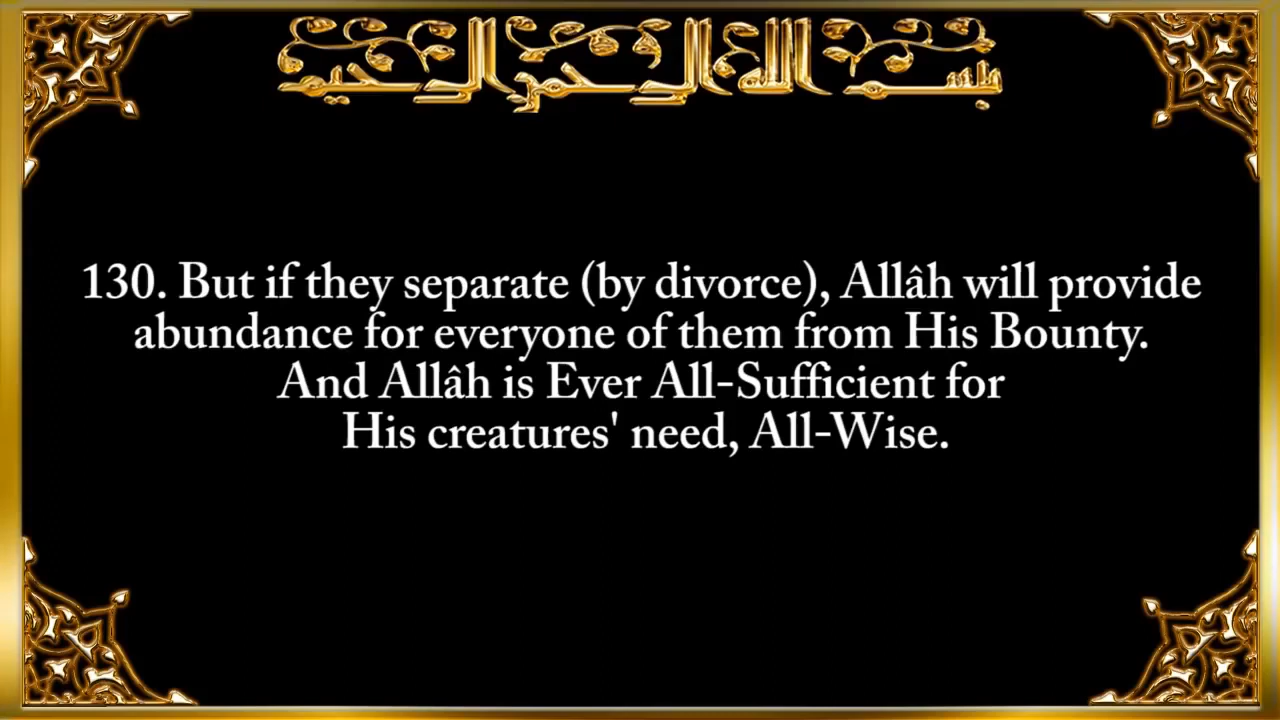 بسم الله الرحمن الرحيم
130. But if they separate (by divorce), Allâh will provide
abundance for everyone of them from His Bounty.
And Allâh is Ever All-Sufficient for
His creatures' need, All-Wise.